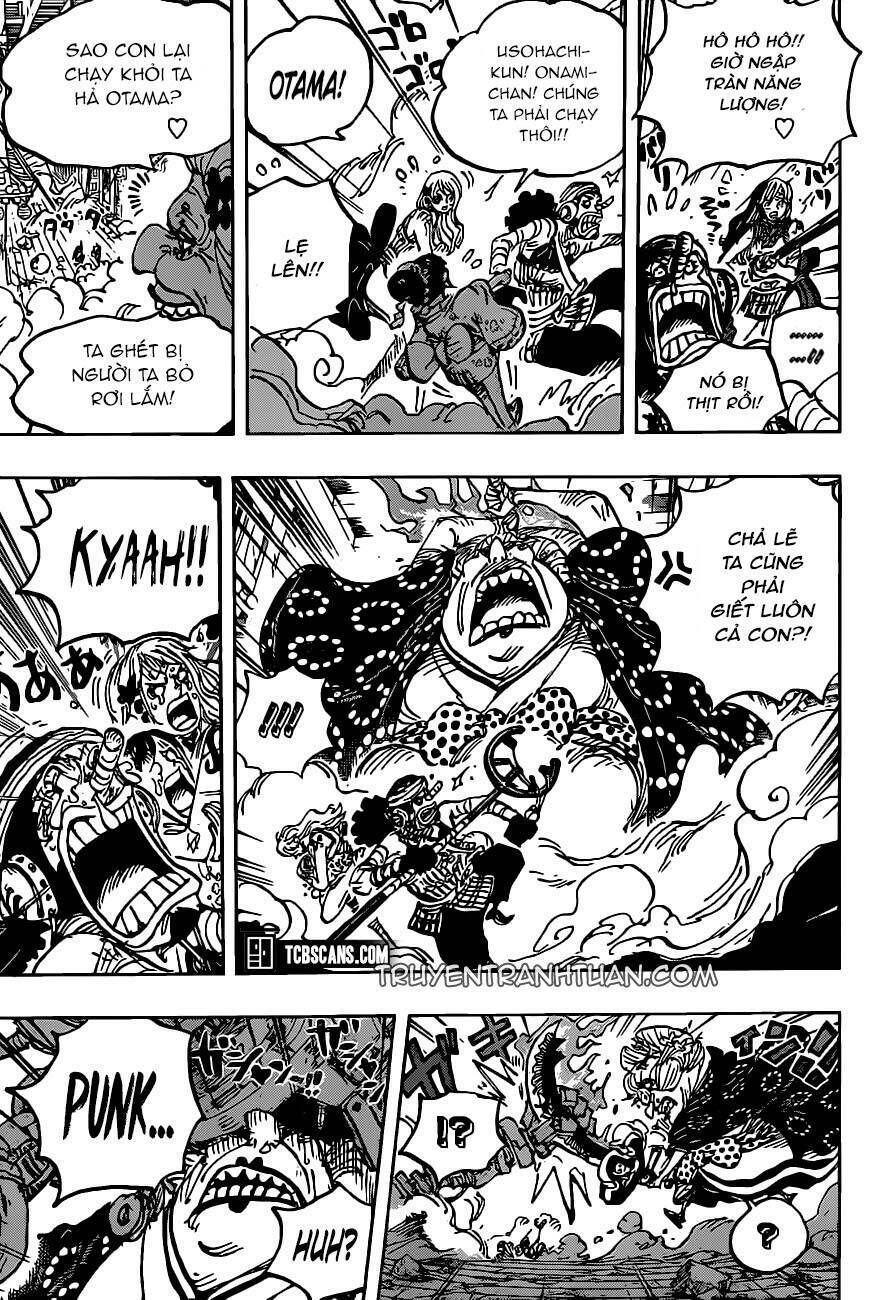 HÔ HÔ HÔ!!
GIỜ NGẬP
TRÀN NĂNG
LƯỢNG!
♡
.......
...!!
NÓ BỊ
THỊT RỒI!
USOHACHI-
KUN! ONAMI-
CHAN! CHÚNG
TA PHẢI CHẠY
THÔI!!
OTAMA!
LẸ
LÊN!!
SAO CON LẠI
CHẠY KHỎI TA
HẢ OTAMA?
♡
TA GHÉT BỊ
NGƯỜI TA BỎ
RƠI LẮM!
CHẢ LẼ
TA CŨNG PHẢI
GIẾT LUÔN
CẢ CON?!
!!!
KYAAH!!
TCBSCANS.COM
TRUYENTRANHTUAN.COM
!?
?
PUNK...
HUH?